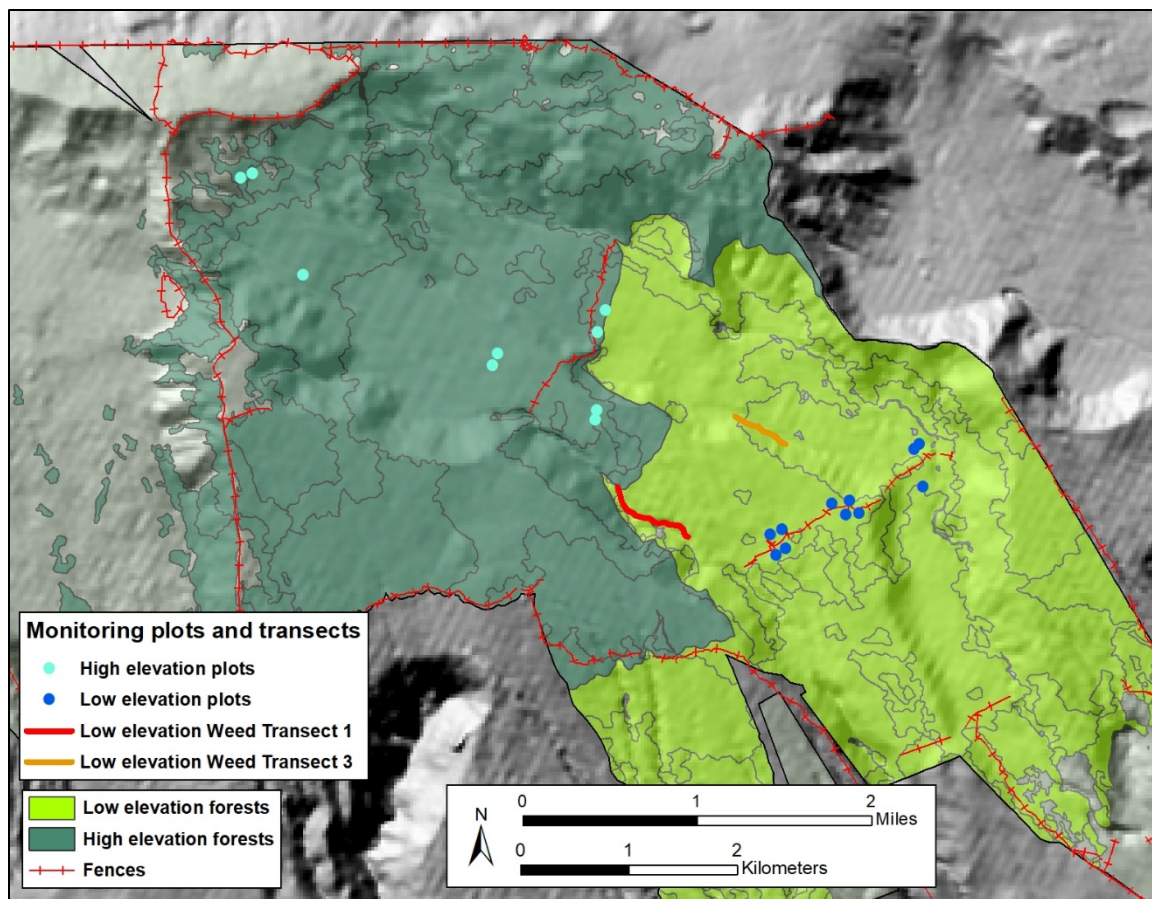 Monitoring plots and transects
High elevation plots
Low elevation plots
Low elevation Weed Transect 1
Low elevation Weed Transect 3
Low elevation forests
High elevation forests
Fences
N
0 1 2
Miles
0 1 2
Kilometers